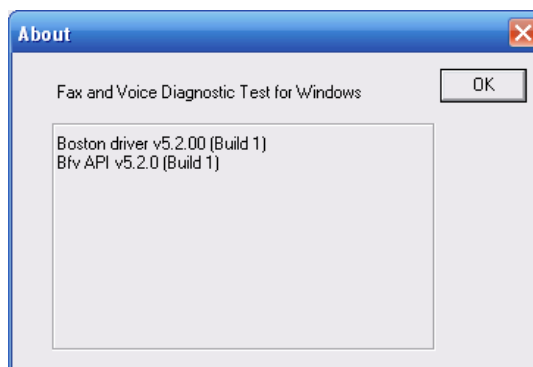 About
OK
Fax and Voice Diagnostic Test for Windows
Boston driver v5.2.00 (Build 1)
Bfv API v5.2.0 (Build 1)